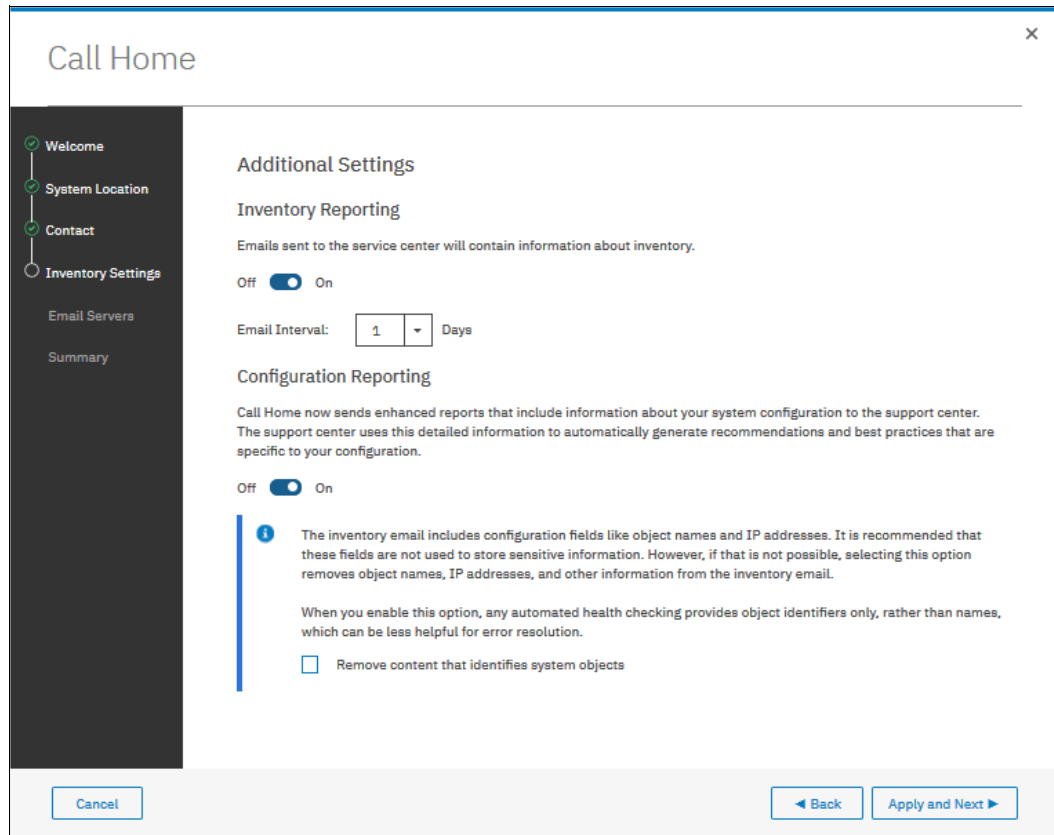 Call Home
Welcome
System Location
Contact
Inventory Settings
Email Servers
Summary
Additional Settings
Inventory Reporting
Emails sent to the service center will contain information about inventory.
Off On
Email Interval: 1 Days
Configuration Reporting
Call Home now sends enhanced reports that include information about your system configuration to the support center.
The support center uses this detailed information to automatically generate recommendations and best practices that are
specific to your configuration.
Off On
The inventory email includes configuration fields like object names and IP addresses. It is recommended that
these fields are not used to store sensitive information. However, if that is not possible, selecting this option
removes object names, IP addresses, and other information from the inventory email.
When you enable this option, any automated health checking provides object identifiers only, rather than names,
which can be less helpful for error resolution.
Remove content that identifies system objects
Cancel
Back
Apply and Next